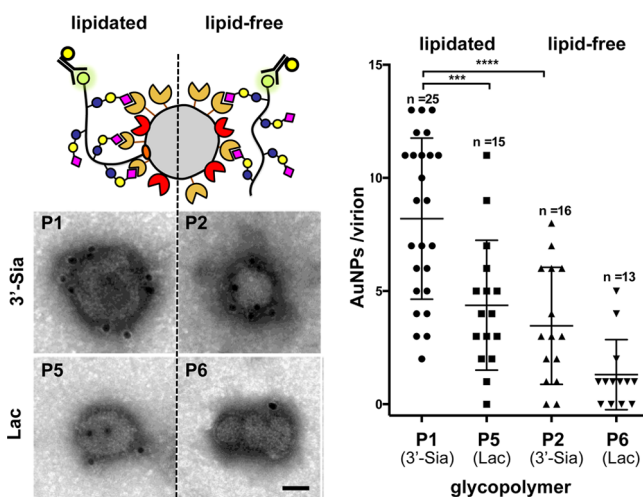 lipidated lipid-free
P1 P2
3'-Sia
P5 P6
Lac
lipidated lipid-free
****
***
n =25
n =15
n =16
n =13
15
10
5
0
AuNPs /virion
P1 P5 P2 P6
(3'-Sia) (Lac) (3'-Sia) (Lac)
glycopolymer